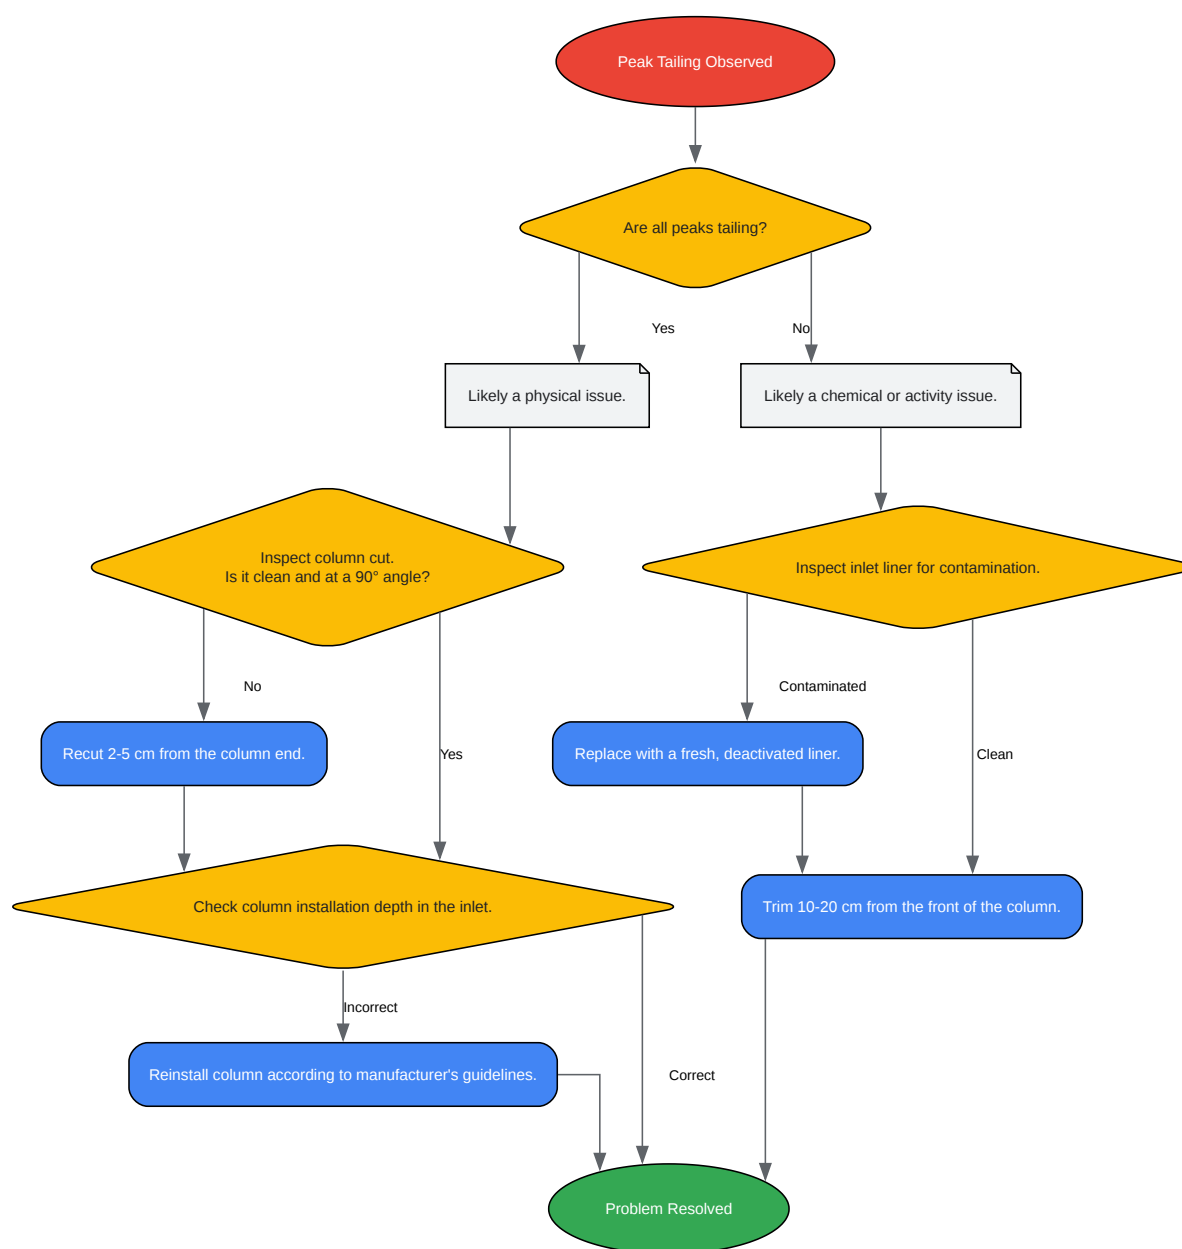 Peak Tailing Observed
Are all peaks tailing?
Yes
No
Likely a physical issue.
Likely a chemical or activity issue.
Inspect column cut.
Is it clean and at a 90° angle?
Inspect inlet liner for contamination.
No
Contaminated
Recut 2-5 cm from the column end.
Yes
Replace with a fresh, deactivated liner.
Clean
Check column installation depth in the inlet.
Trim 10-20 cm from the front of the column.
Incorrect
Reinstall column according to manufacturer's guidelines.
Correct
Problem Resolved